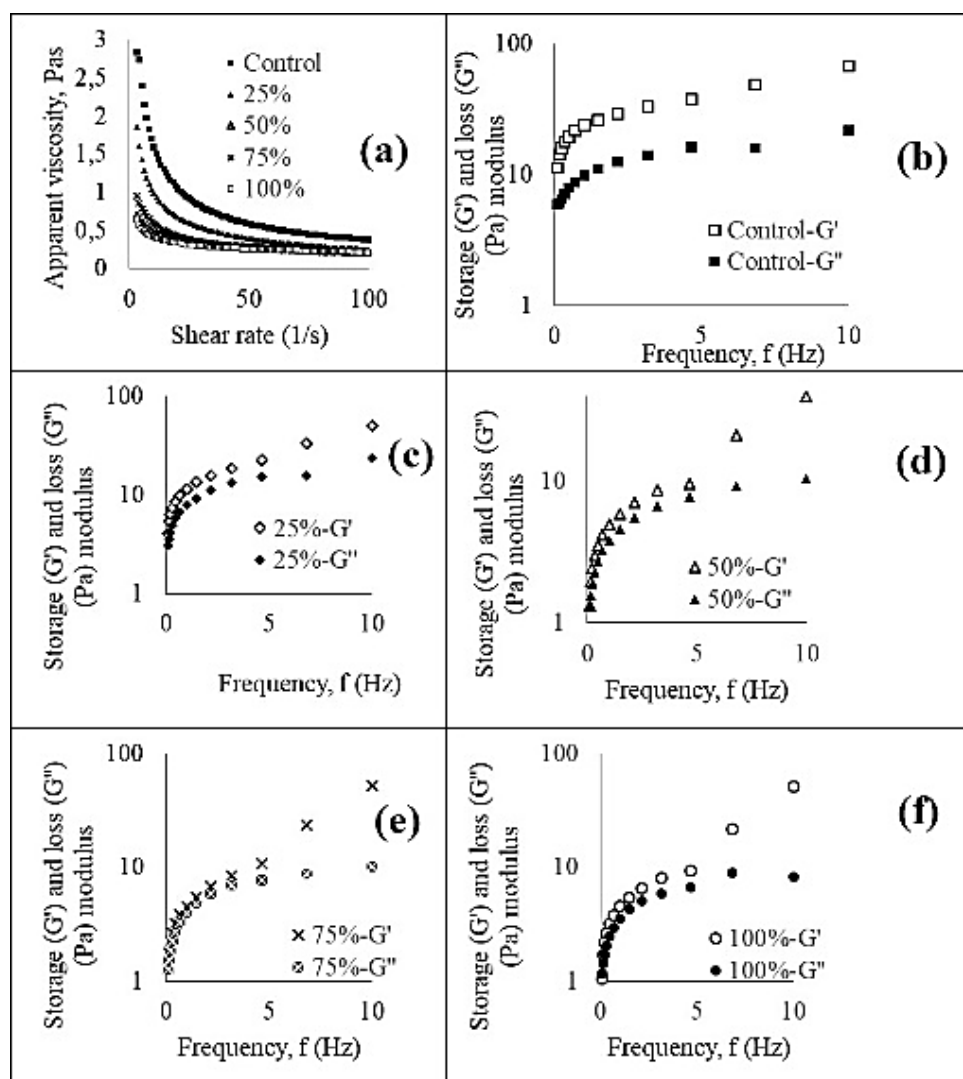 Apparent viscosity, Pas
3
2,5
2
1,5
1
0,5
0
0
50
100
Shear rate (1/s)
Control
25%
50%
75%
100%
(a)
Storage (G') and loss (G'')
(Pa) modulus
100
10
1
0
5
10
Frequency, f (Hz)
Control-G'
Control-G''
(b)
Storage (G') and loss (G'')
(Pa) modulus
100
10
1
0
5
10
Frequency, f (Hz)
25%-G'
25%-G''
(c)
Storage (G') and loss (G'')
(Pa) modulus
100
10
1
0
5
10
Frequency, f (Hz)
50%-G'
50%-G''
(d)
Storage (G') and loss (G'')
(Pa) modulus
100
10
1
0
5
10
Frequency, f (Hz)
75%-G'
75%-G''
(e)
Storage (G') and loss (G'')
(Pa) modulus
100
10
1
0
5
10
Frequency, f (Hz)
100%-G'
100%-G''
(f)